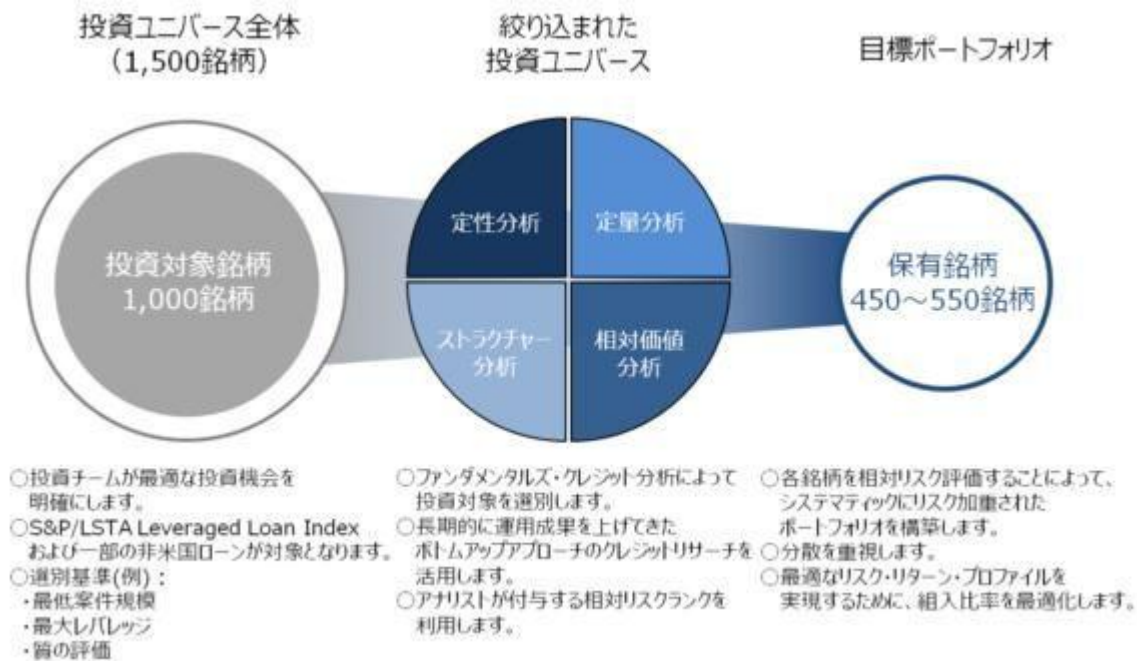 投資ユニバース全体
(1,500銘柄)
絞り込まれた
投資ユニバース
目標ポートフォリオ
投資対象銘柄
1,000銘柄
定性分析
定量分析
ストラクチャー
分析
相対価値
分析
保有銘柄
450~550銘柄
○投資チームが最適な投資機会を
明確にします。
○S&P/LSTA Leveraged Loan Index
および一部の非米国ローンが対象となります。
○選別基準(例):
・最低案件規模
・最大レバレッジ
・質の評価
○ファンダメンタルズ・クレジット分析によって
投資対象を選別します。
○長期的に運用成果を上げてきた
ボトムアップアプローチのクレジットリサーチを
活用します。
○アナリストが付与する相対リスクランクを
利用します。
○各銘柄を相対リスク評価することによって、
システマティックにリスク加重された
ポートフォリオを構築します。
○分散を重視します。
○最適なリスク・リターン・プロファイルを
実現するために、組入比率を最適化します。